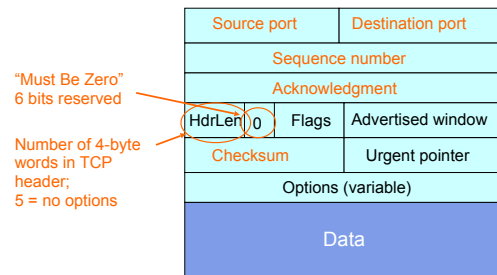 Source port Destination port
Sequence number
Acknowledgment
“Must Be Zero”
6 bits reserved
HdrLen 0 Flags Advertised window
Number of 4-byte
words in TCP
header;
5 = no options
Checksum Urgent pointer
Options (variable)
Data